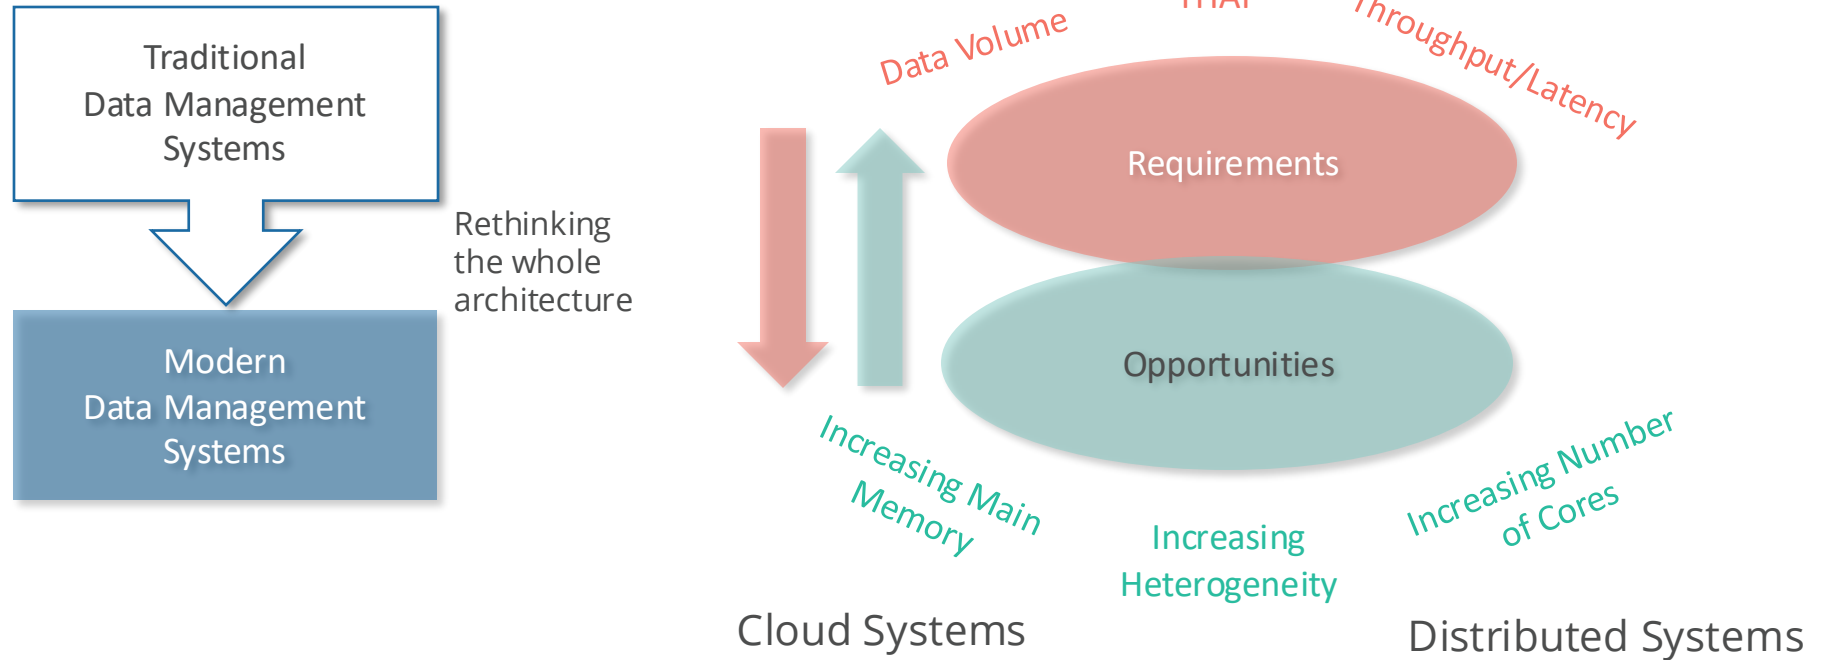 Traditional
Data Management
Systems
Rethinking
the whole
architecture
Modern
Data Management
Systems
Data Volume
Throughput/Latency
Requirements
Opportunities
Increasing Main
Memory
Increasing
Heterogeneity
Increasing Number
of Cores
Cloud Systems
Distributed Systems